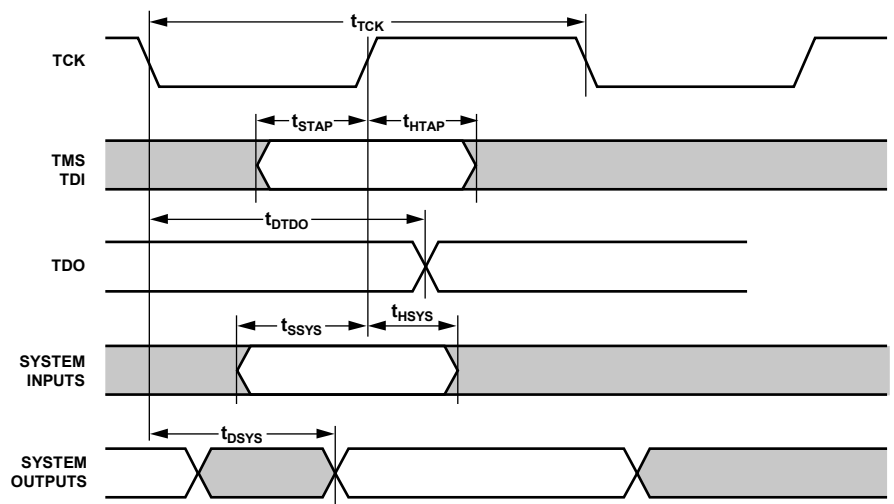 tTCK
TCK
tSTAP
tHTAP
TMS
TDI
tDTDO
TDO
tSSYS
tHSYS
SYSTEM
INPUTS
tDSYS
SYSTEM
OUTPUTS